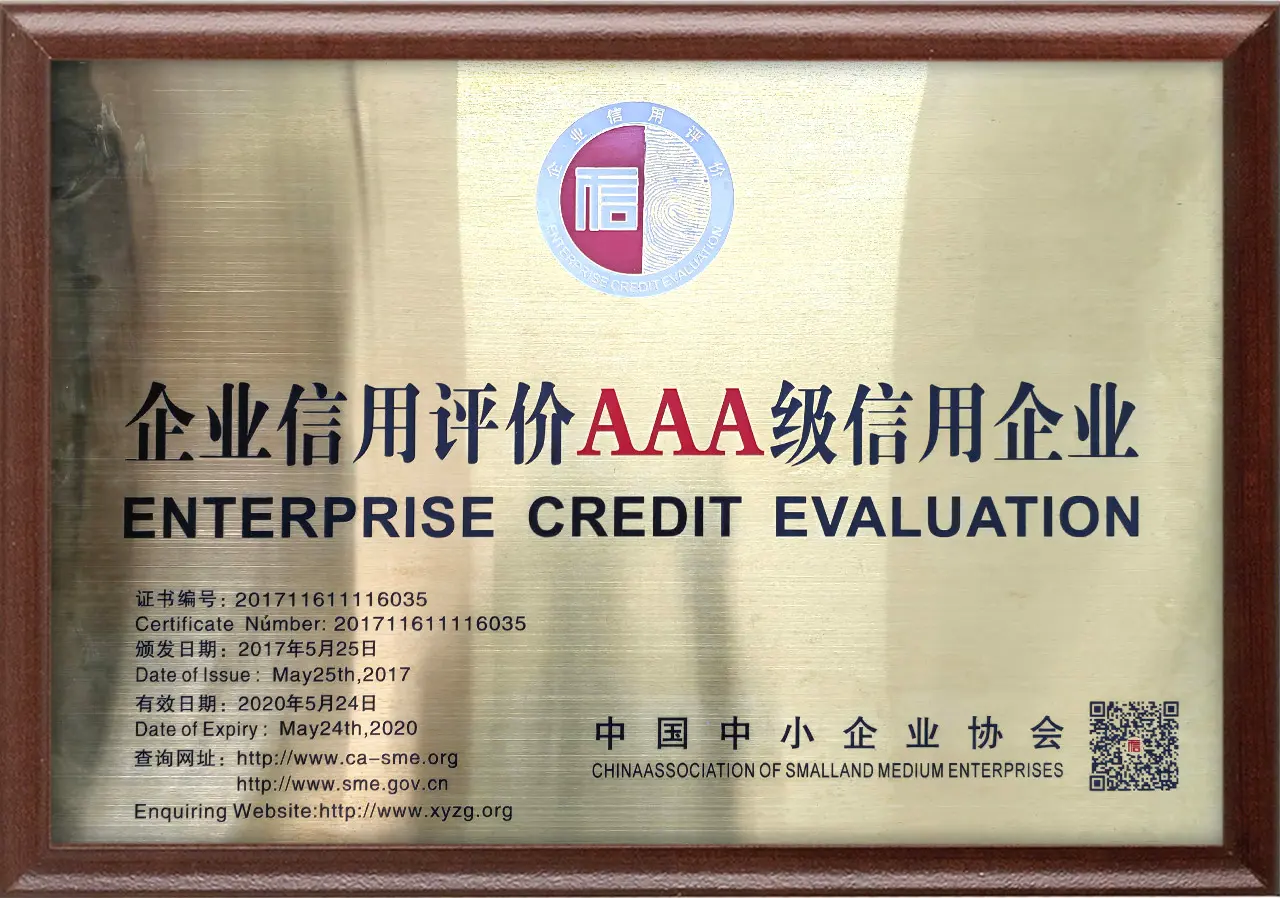 企业信用评价
信
ENTERPRISE CREDIT EVALUATION
企业信用评价AAA级信用企业
ENTERPRISE CREDIT EVALUATION
证书编号：201711611116035
Certificate Number: 201711611116035
颁发日期：2017年5月25日
Date of Issue : May25th,2017
有效日期：2020年5月24日
Date of Expiry : May24th,2020
查询网址：http://www.ca-sme.org
http://www.sme.gov.cn
Enquiring Website:http://www.xyzg.org
中国中小企业协会
CHINAASSOCIATION OF SMALLAND MEDIUM ENTERPRISES
信